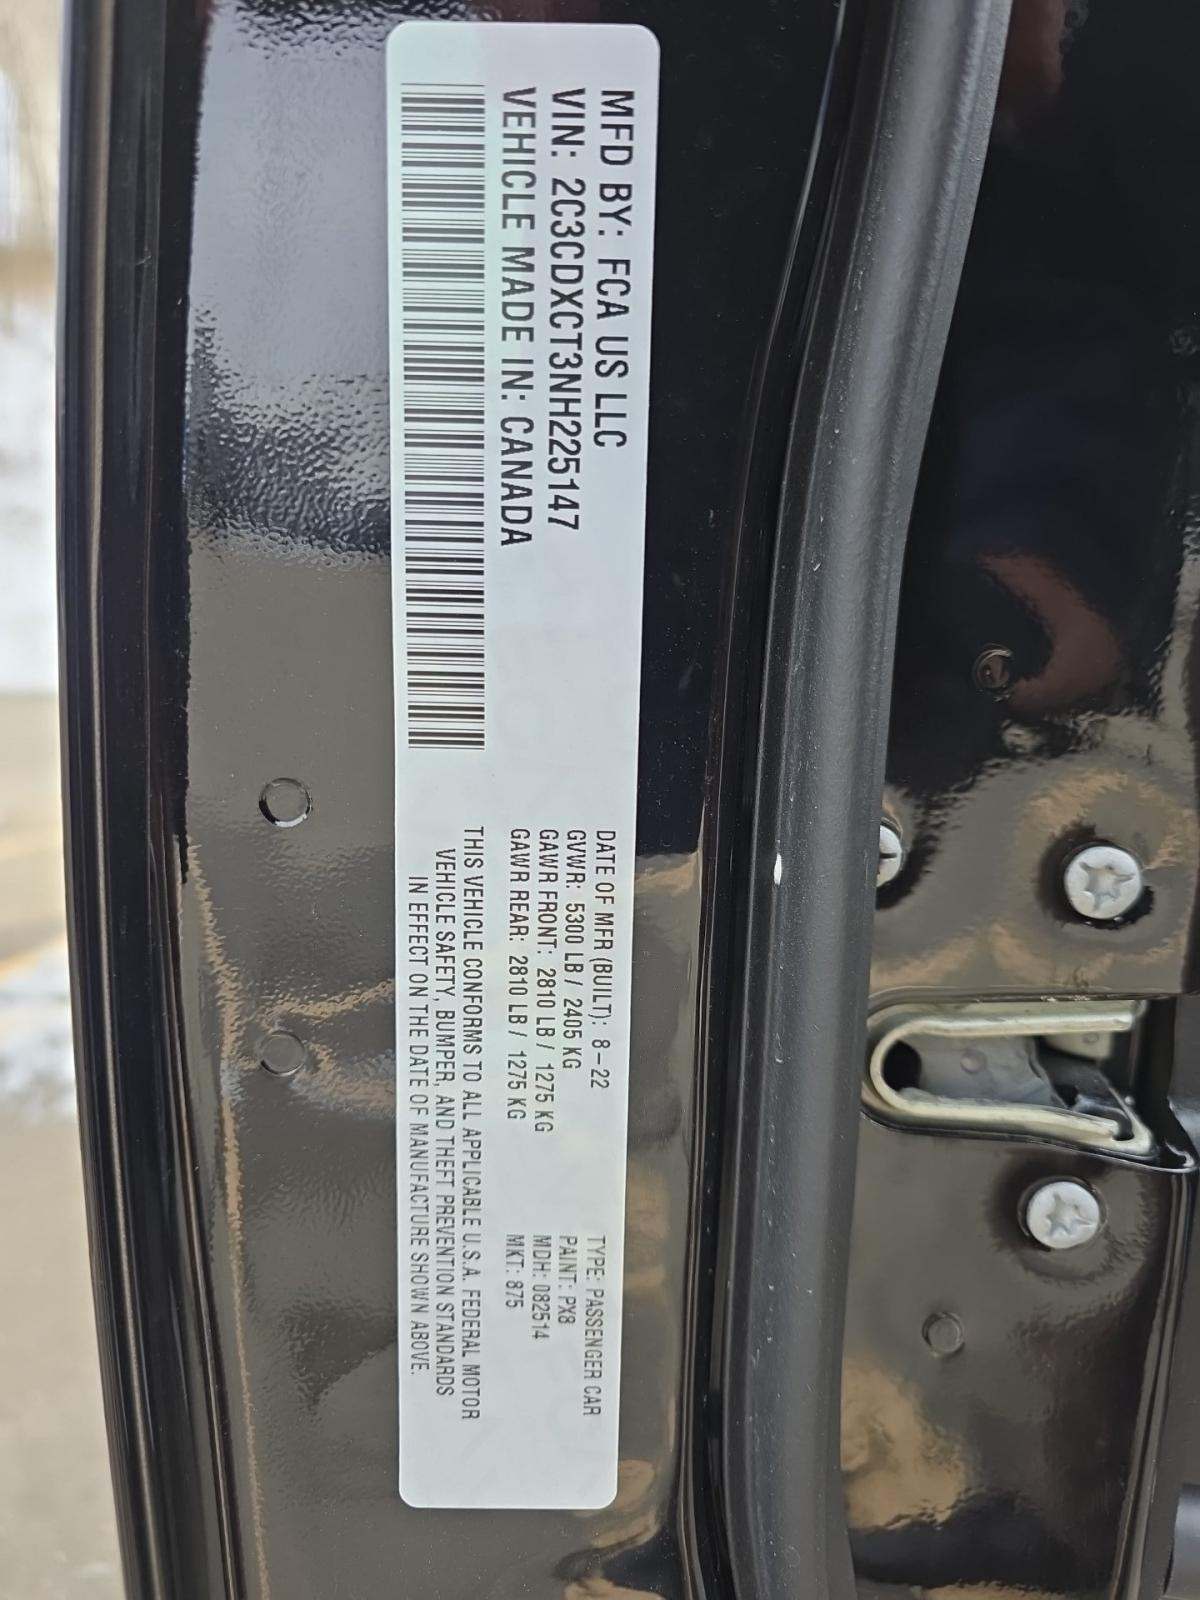 MFD BY: FCA US LLC
VIN: 2C3CDXCT3NH225147
VEHICLE MADE IN: CANADA
DATE OF MFR (BUILT): 8-22
GVWR: 5300 LB / 2405 KG
GAWR FRONT: 2810 LB / 1275 KG
GAWR REAR: 2810 LB / 1275 KG
TYPE: PASSENGER CAR
PAINT: PX8
MDH: 082514
MKT: 875
THIS VEHICLE CONFORMS TO ALL APPLICABLE U.S.A. FEDERAL MOTOR
VEHICLE SAFETY, BUMPER, AND THEFT PREVENTION STANDARDS
IN EFFECT ON THE DATE OF MANUFACTURE SHOWN ABOVE.